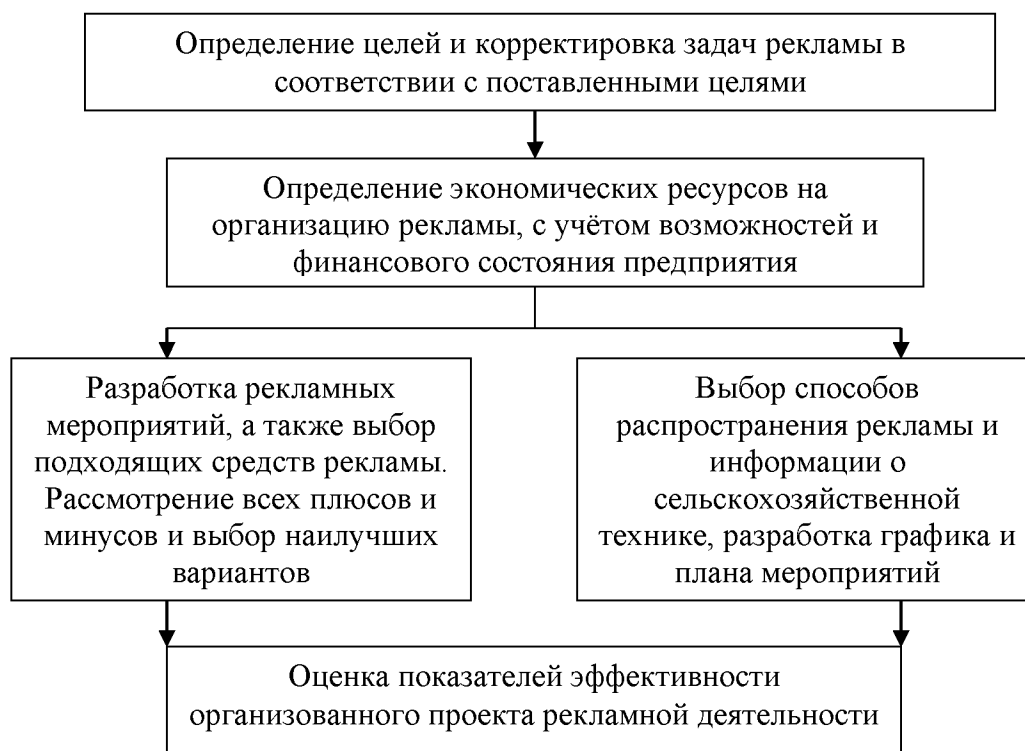 Определение целей и корректировка задач рекламы в
соответствии с поставленными целями
Определение экономических ресурсов на
организацию рекламы, с учётом возможностей и
финансового состояния предприятия
Разработка рекламных
мероприятий, а также выбор
подходящих средств рекламы.
Рассмотрение всех плюсов и
минусов и выбор наилучших
вариантов
Выбор способов
распространения рекламы и
информации о
сельскохозяйственной
технике, разработка графика и
плана мероприятий
Оценка показателей эффективности
организованного проекта рекламной деятельности